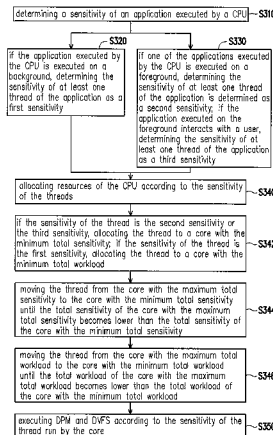 determining a sensitivity of an application executed by a CPU
S310
S320
if the application executed by
the CPU is executed on a
background, determining the
sensitivity of at least one
thread of the application as a
first sensitivity
S330
if one of the applications executed
by the CPU is executed on a
foreground, determining the
sensitivity of at least one thread
of the application is determined as
a second sensitivity; if the
application executed on the
foreground interacts with a user,
determining the sensitivity of at
least one thread of the application
as a third sensitivity
allocating resources of the CPU according to the sensitivity
of the threads
S340
if the sensitivity of the thread is the second sensitivity or
the third sensitivity, allocating the thread to a core with the
minimum total sensitivity; if the sensitivity of the thread is
the first sensitivity, allocating the thread to a core with the
minimum total workload
S342
moving the thread from the core with the maximum total
sensitivity to the core with the minimum total sensitivity
until the total sensitivity of the core with the maximum
total sensitivity becomes lower than the total sensitivity of
the core with the minimum total sensitivity
S344
moving the thread from the core with the maximum total
workload to the core with the minimum total workload
until the total workload of the core with the maximum
total workload becomes lower than the total workload of
the core with the minimum total workload
S346
executing DPM and DVFS according to the sensitivity of the
thread run by the core
S350